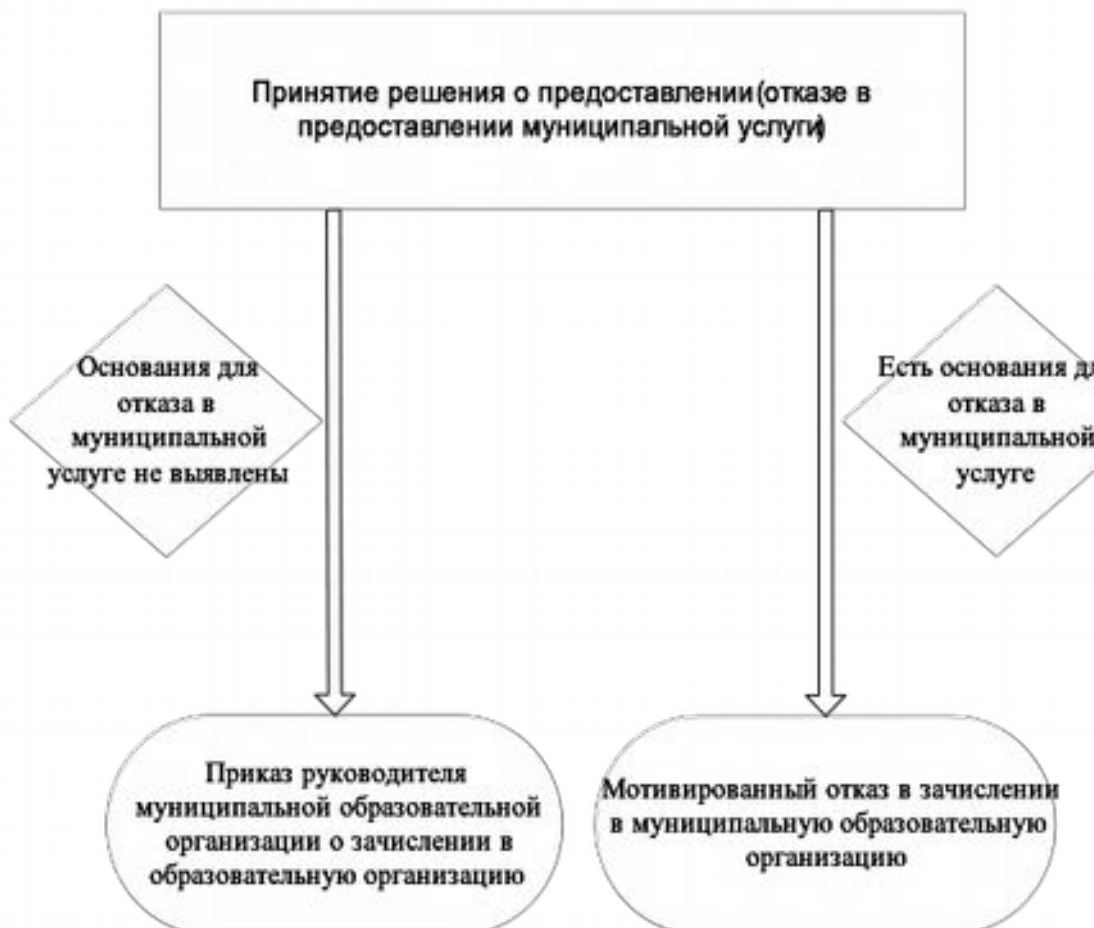 Принятие решения о предоставлении(отказе в
предоставлении муниципальной услуги)
Основания для
отказа в
муниципальной
услуге не выявлены
Есть основания
отказа в
муниципальной
услуге
Приказ руководителя
муниципальной образовательной
организации о зачислении в
образовательную организацию
Мотивированный отказ в зачислении
в муниципальную образовательную
организацию